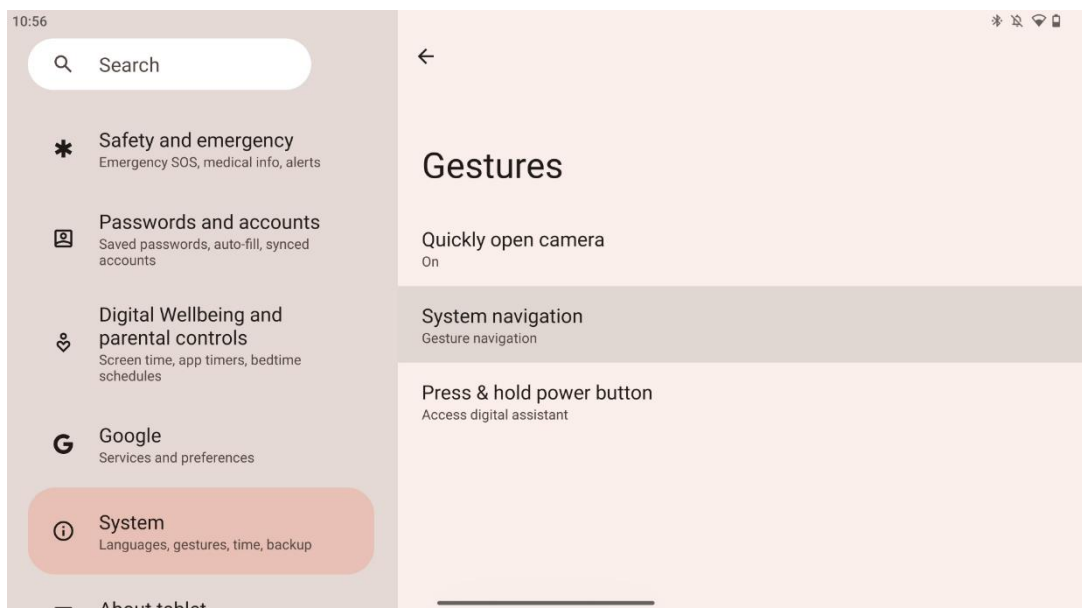 10:56
Search
Safety and emergency
Emergency SOS, medical info, alerts
Passwords and accounts
Saved passwords, auto-fill, synced
accounts
Digital Wellbeing and
parental controls
Screen time, app timers, bedtime
schedules
Google
Services and preferences
System
Languages, gestures, time, backup
About tablet
Gestures
Quickly open camera
On
System navigation
Gesture navigation
Press & hold power button
Access digital assistant